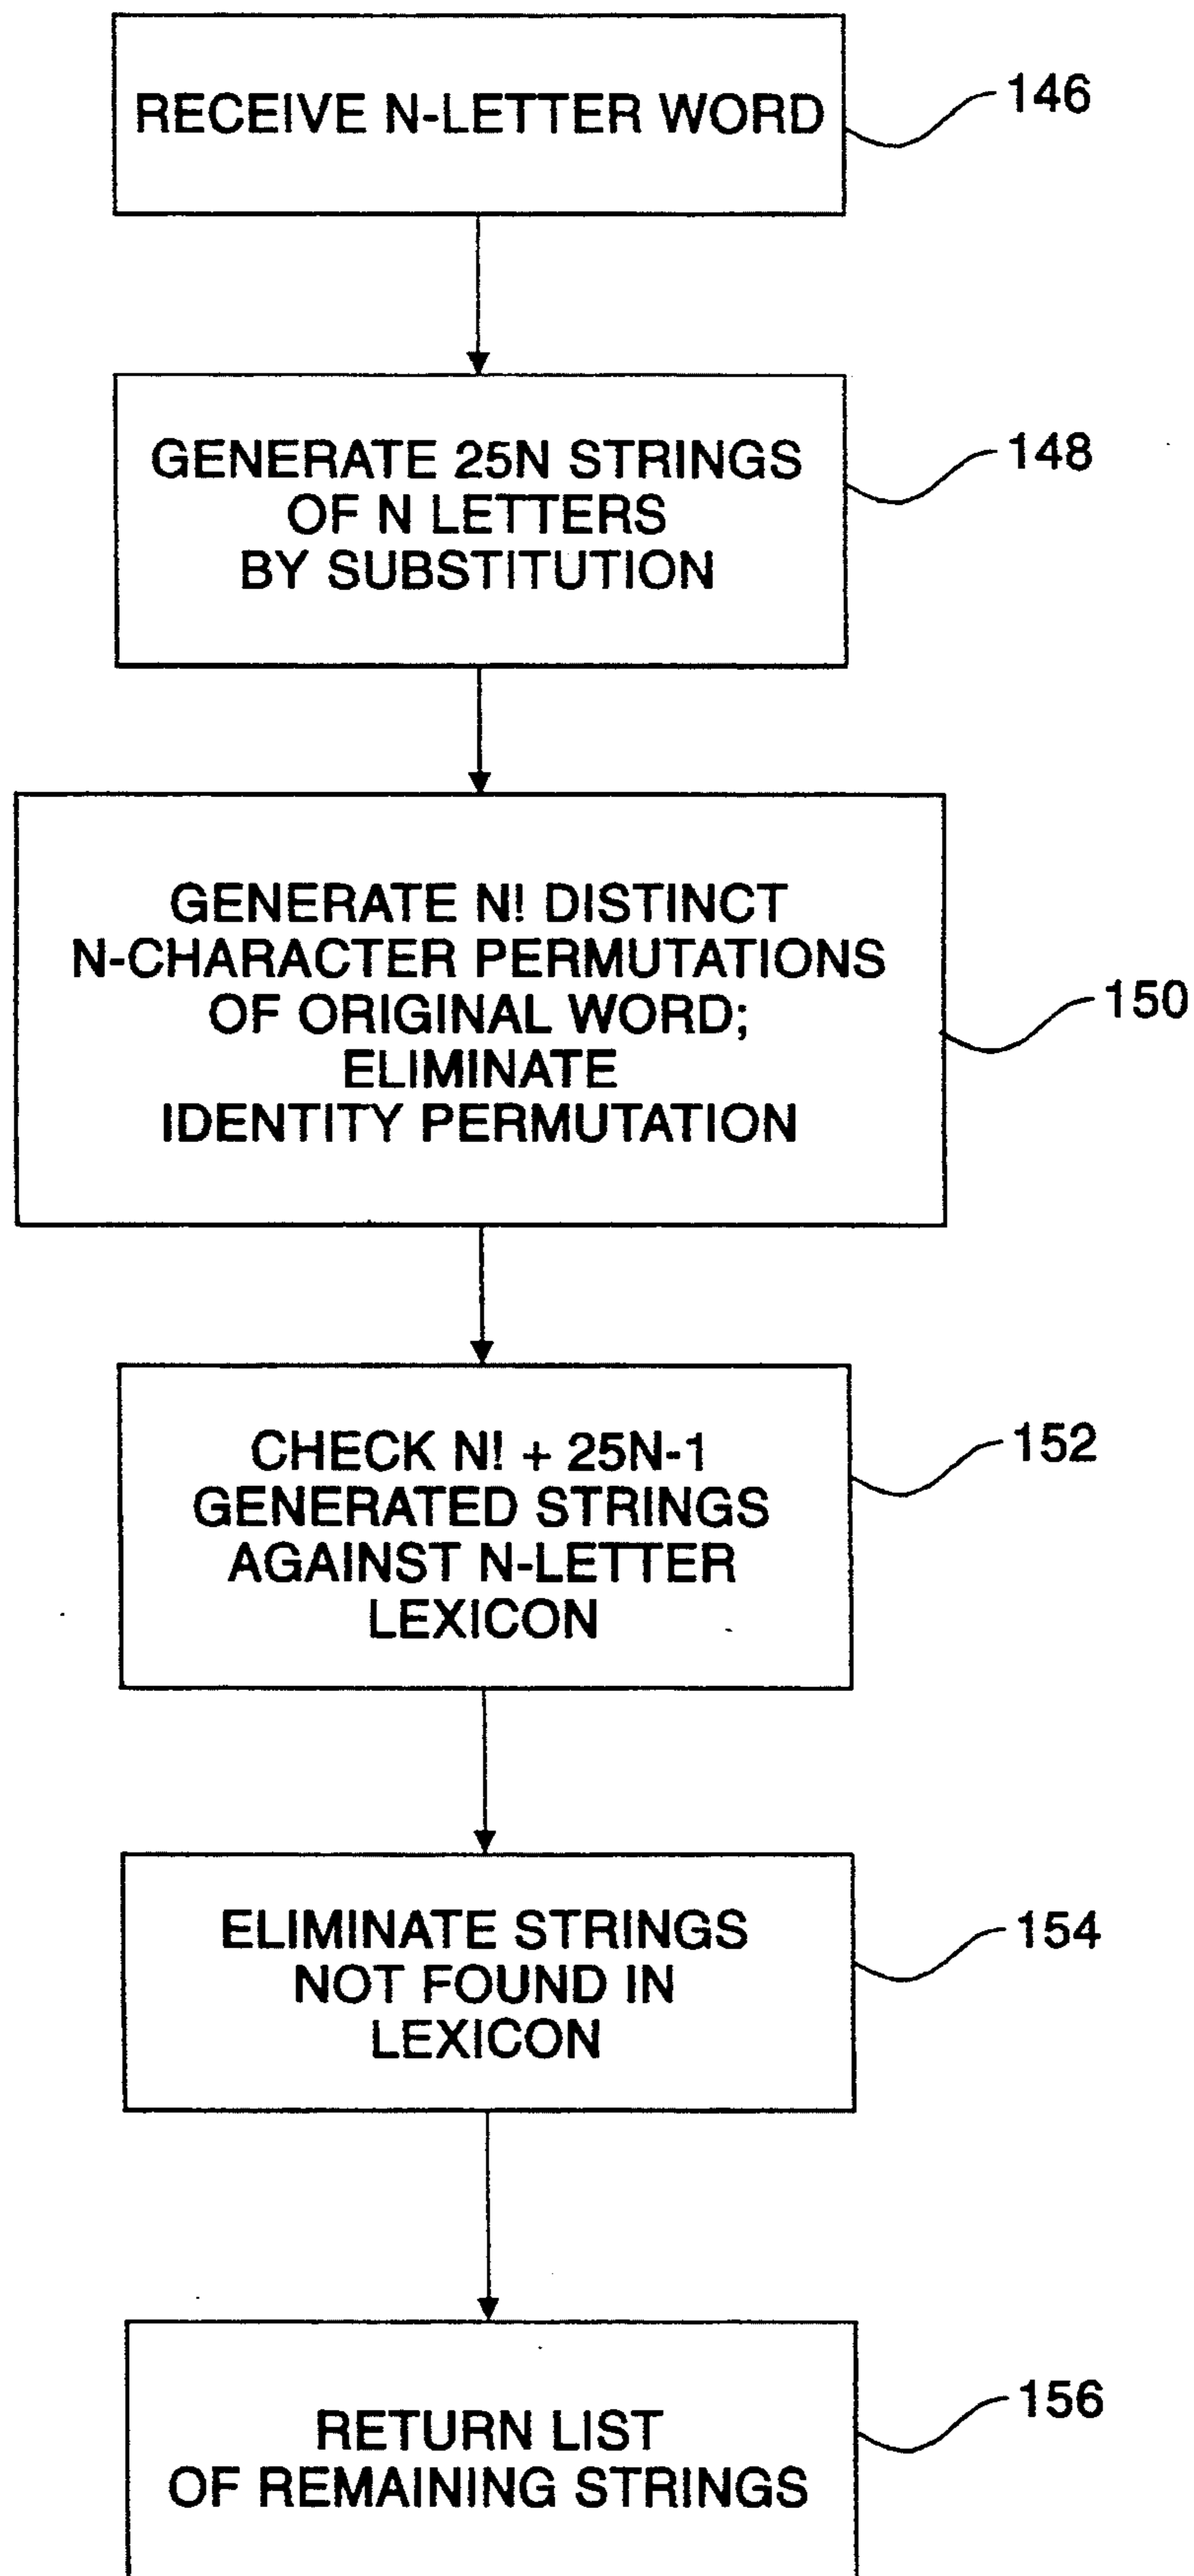 RECEIVE N-LETTER WORD
146
GENERATE 25N STRINGS
OF N LETTERS
BY SUBSTITUTION
148
GENERATE N! DISTINCT
N-CHARACTER PERMUTATIONS
OF ORIGINAL WORD;
ELIMINATE
IDENTITY PERMUTATION
150
CHECK N! + 25N-1
GENERATED STRINGS
AGAINST N-LETTER
LEXICON
152
ELIMINATE STRINGS
NOT FOUND IN
LEXICON
154
RETURN LIST
OF REMAINING STRINGS
156